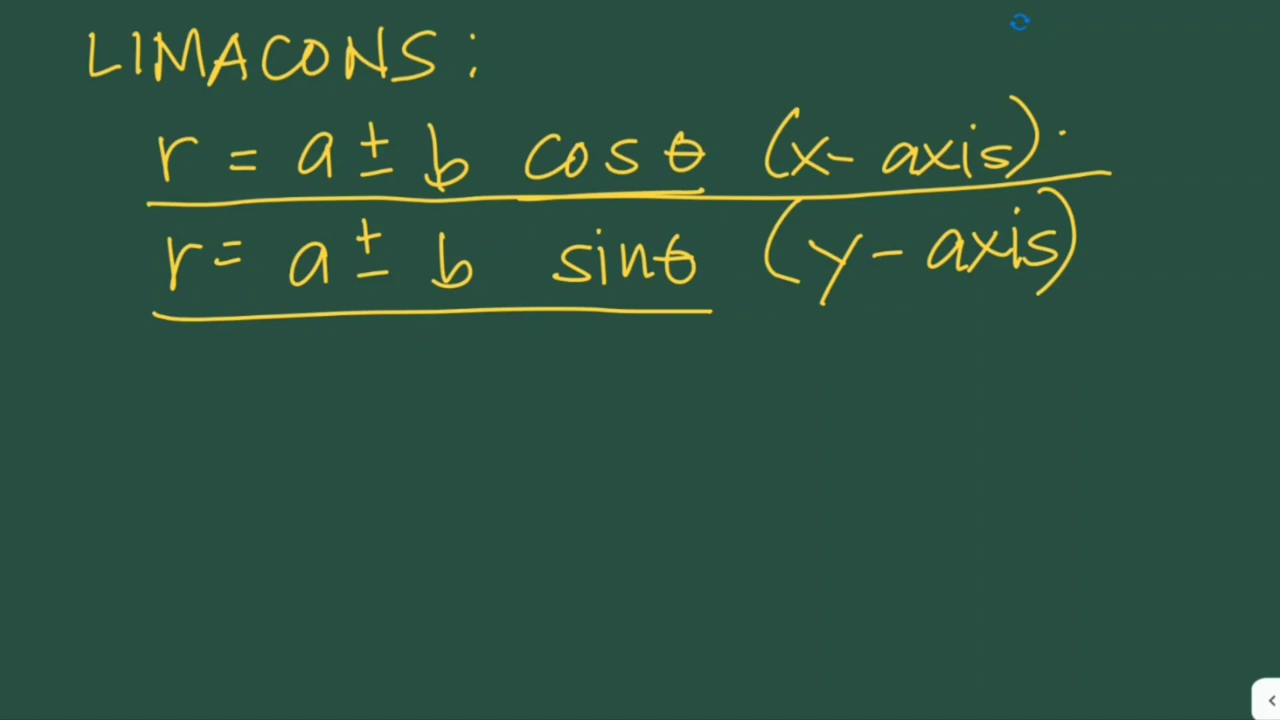 LIMACONS:
r = a ± b cos θ (x-axis).
r = a ± b sin θ (y-axis)